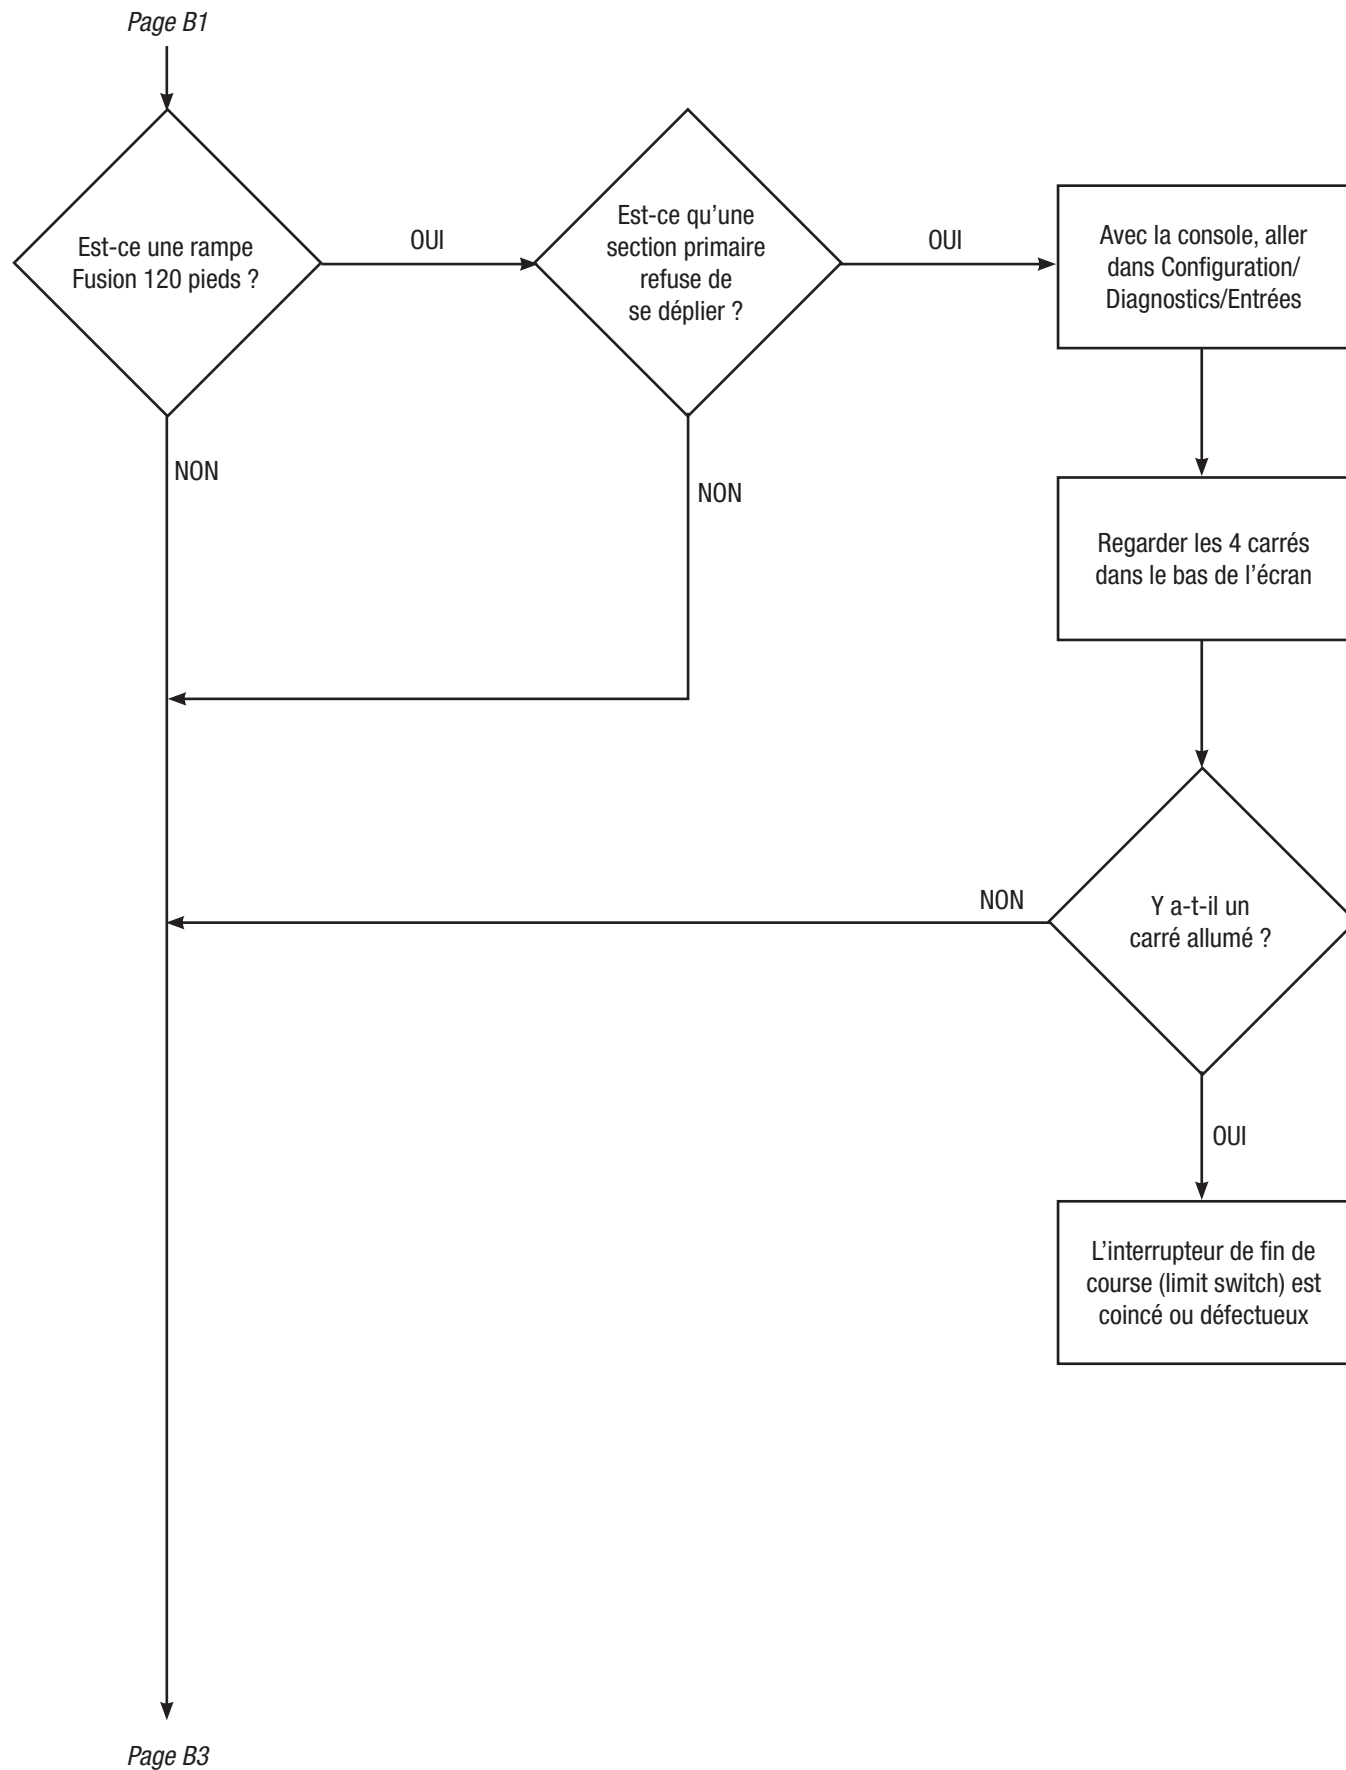 Page B1
Est-ce une rampe
Fusion 120 pieds ?
OUI
Est-ce qu’une
section primaire
refuse de
se déplier ?
OUI
Avec la console, aller
dans Configuration/
Diagnostics/Entrées
NON
NON
Regarder les 4 carrés
dans le bas de l’écran
NON
Y a-t-il un
carré allumé ?
OUI
L’interrupteur de fin de
course (limit switch) est
coincé ou défectueux
Page B3